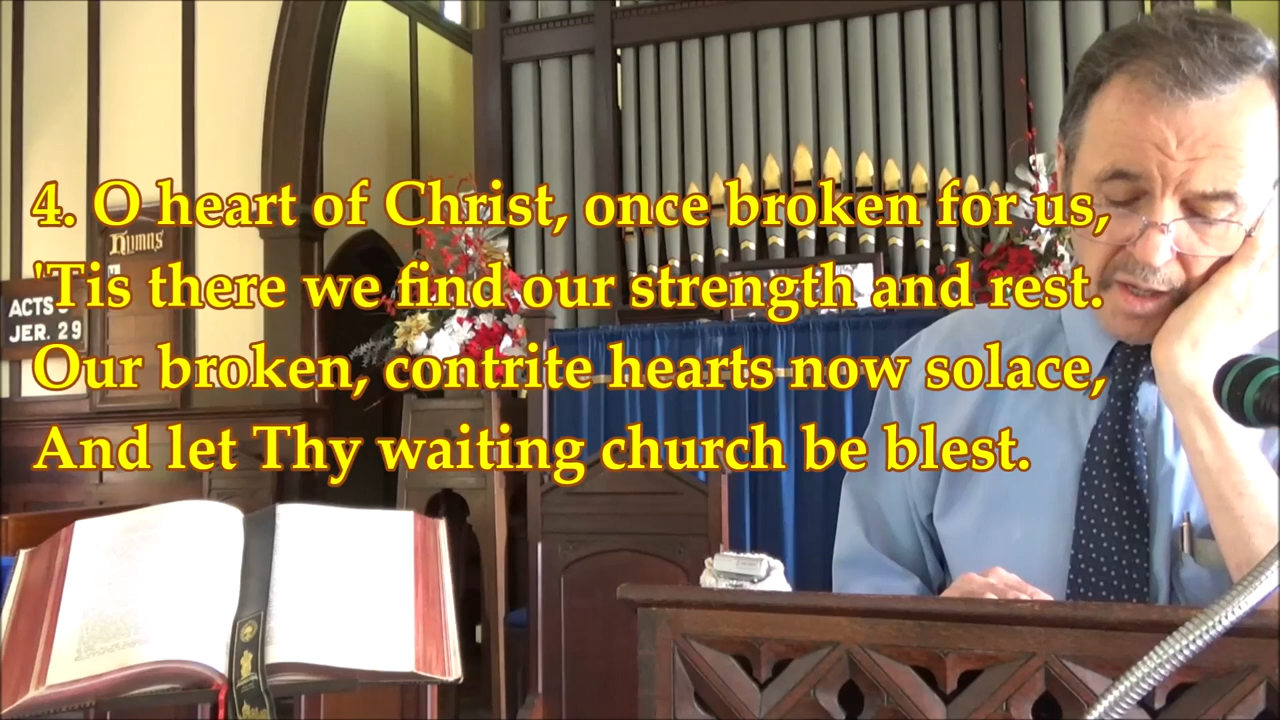 4. O heart of Christ, once broken for us,
'Tis there we find our strength and rest.
Our broken, contrite hearts now solace,
And let Thy waiting church be blest.
Hymns
ACTS
JER. 29